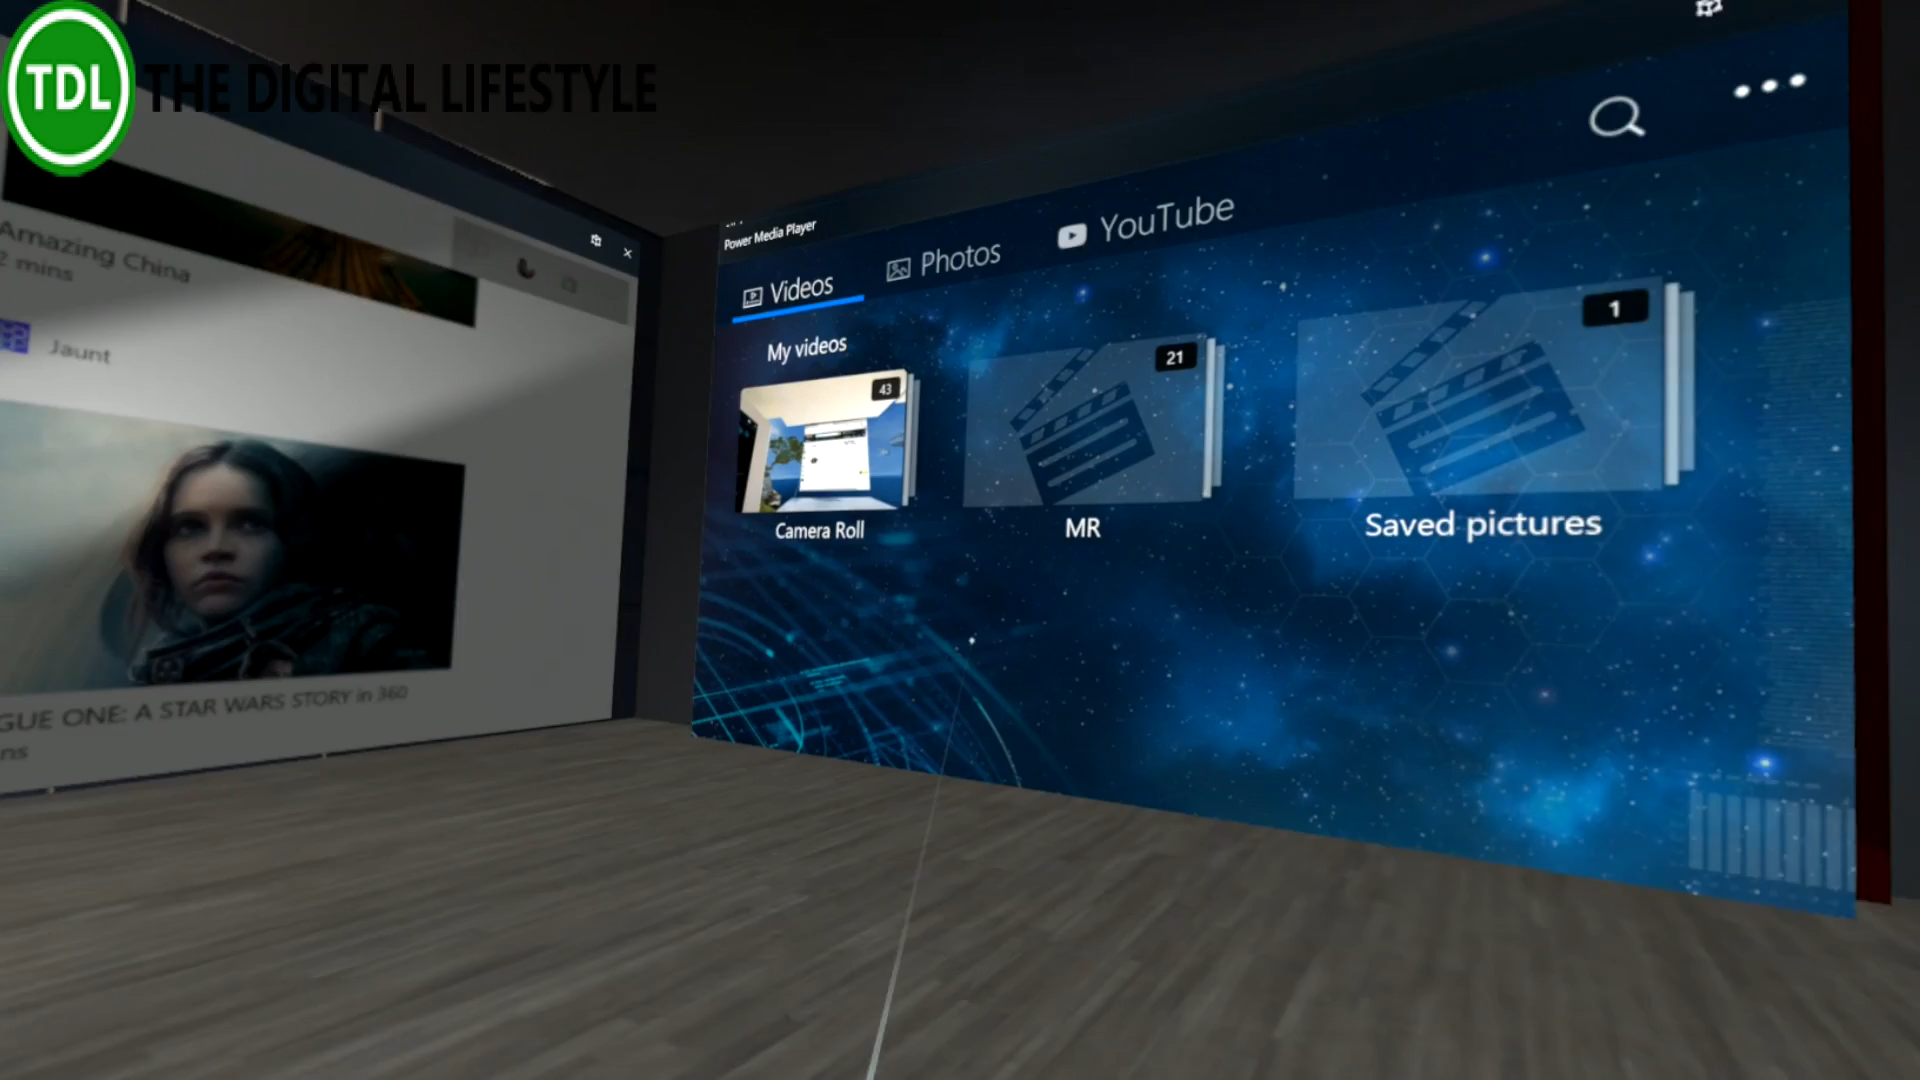 TDL THE DIGITAL LIFESTYLE
Amazing China
2 mins
Jaunt
GUE ONE: A STAR WARS STORY in 360
ns
Power Media Player
Videos
Photos
YouTube
My videos
43
21
1
Camera Roll
MR
Saved pictures